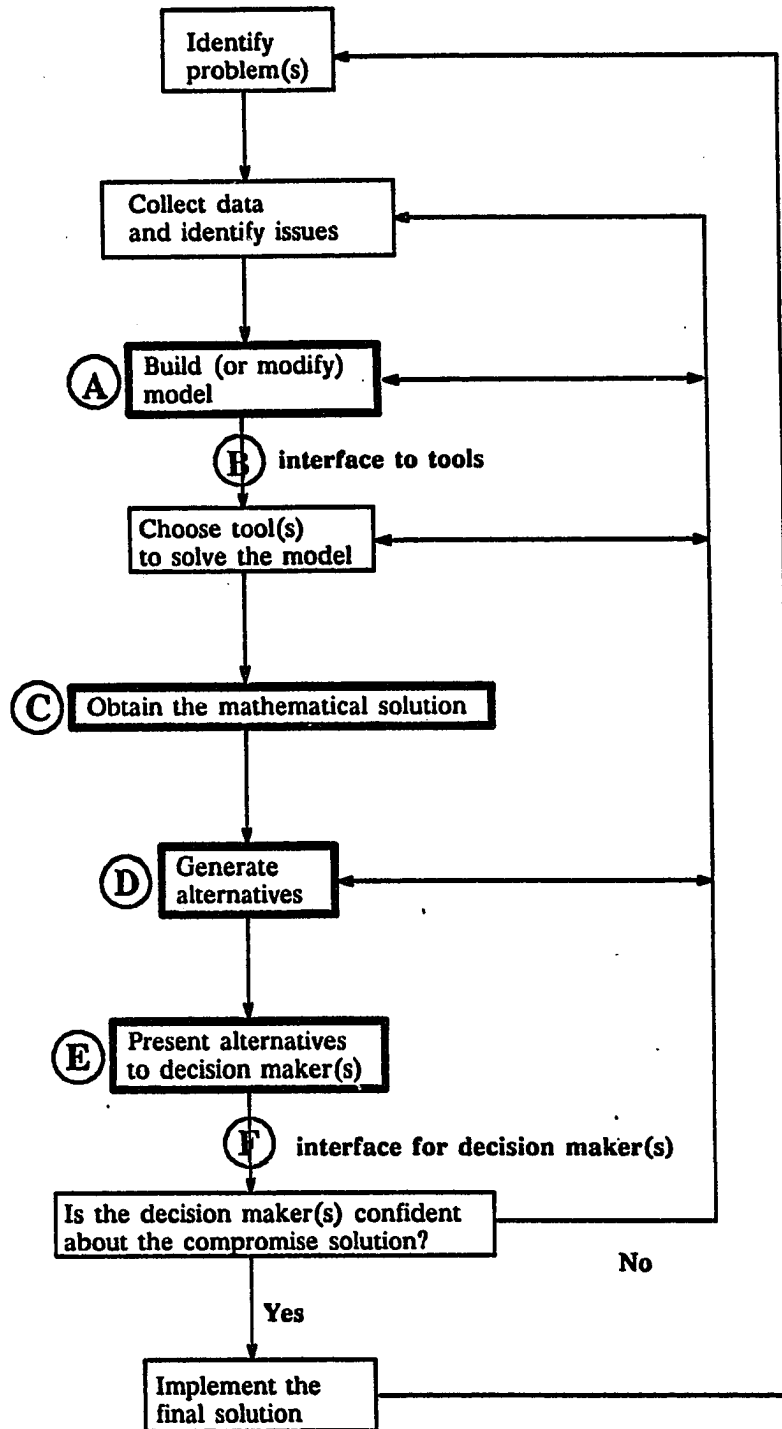 Identify
problem(s)
Collect data
and identify issues
A
Build (or modify)
model
B
interface to tools
Choose tool(s)
to solve the model
C
Obtain the mathematical solution
D
Generate
alternatives
E
Present alternatives
to decision maker(s)
F
interface for decision maker(s)
Is the decision maker(s) confident
about the compromise solution?
No
Yes
Implement the
final solution